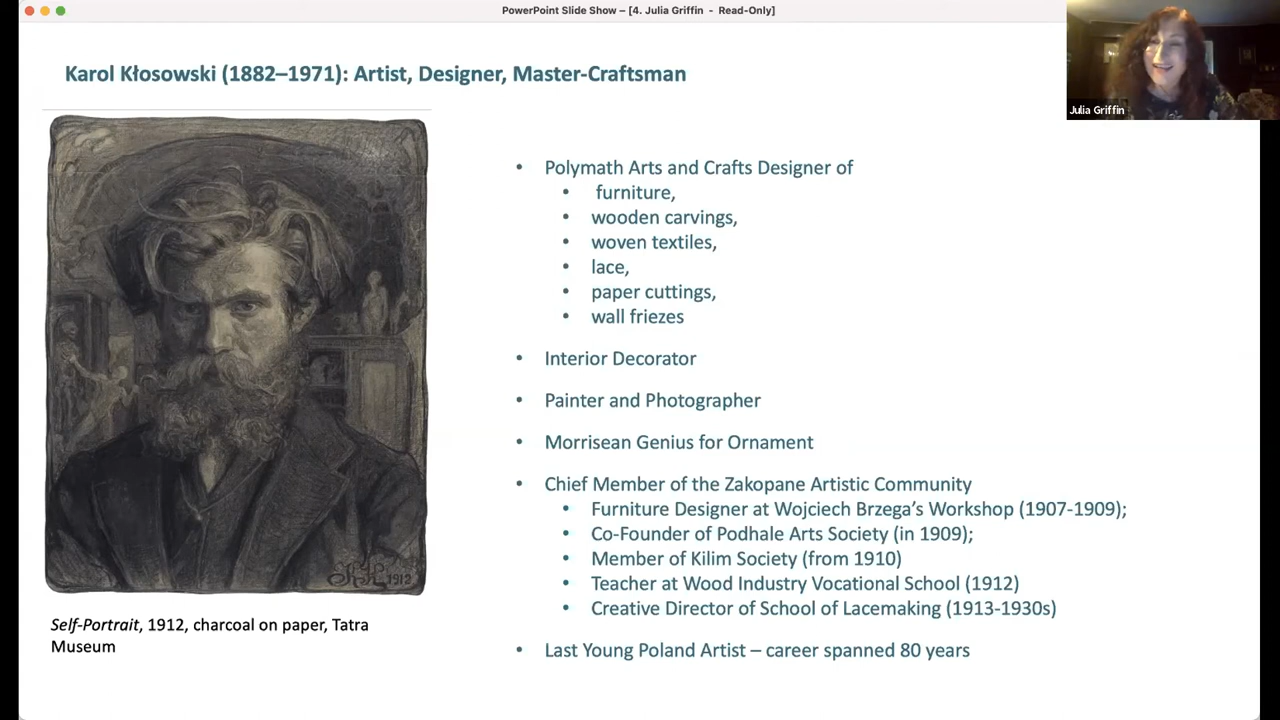 PowerPoint Slide Show – [4. Julia Griffin - Read-Only]
Julia Griffin
Karol Kłosowski (1882–1971): Artist, Designer, Master-Craftsman
KK 1912
Self-Portrait, 1912, charcoal on paper, Tatra
Museum
• Polymath Arts and Crafts Designer of
• furniture,
• wooden carvings,
• woven textiles,
• lace,
• paper cuttings,
• wall friezes
• Interior Decorator
• Painter and Photographer
• Morrisean Genius for Ornament
• Chief Member of the Zakopane Artistic Community
• Furniture Designer at Wojciech Brzega’s Workshop (1907-1909);
• Co-Founder of Podhale Arts Society (in 1909);
• Member of Kilim Society (from 1910)
• Teacher at Wood Industry Vocational School (1912)
• Creative Director of School of Lacemaking (1913-1930s)
• Last Young Poland Artist – career spanned 80 years